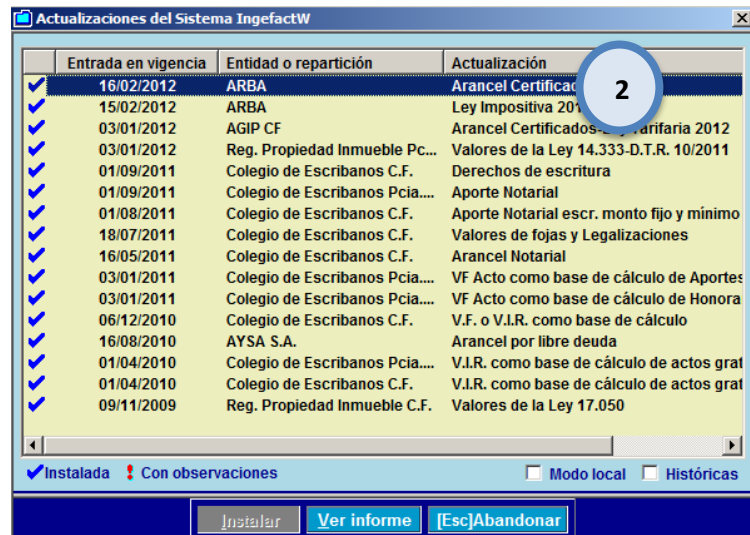 Actualizaciones del Sistema IngefactW
Entrada en vigencia Entidad o repartición Actualización
16/02/2012 ARBA Arancel Certificad
2
15/02/2012 ARBA Ley Impositiva 201
03/01/2012 AGIP CF Arancel Certificados-Ley Tarifaria 2012
03/01/2012 Reg. Propiedad Inmueble Pc... Valores de la Ley 14.333-D.T.R. 10/2011
01/09/2011 Colegio de Escribanos C.F. Derechos de escritura
01/09/2011 Colegio de Escribanos Pcia.... Aporte Notarial
01/08/2011 Colegio de Escribanos C.F. Aporte Notarial escr. monto fijo y mínimo
18/07/2011 Colegio de Escribanos C.F. Valores de fojas y Legalizaciones
16/05/2011 Colegio de Escribanos C.F. Arancel Notarial
03/01/2011 Colegio de Escribanos Pcia.... VF Acto como base de cálculo de Aportes
03/01/2011 Colegio de Escribanos Pcia.... VF Acto como base de cálculo de Honora
06/12/2010 Colegio de Escribanos C.F. V.F. o V.I.R. como base de cálculo
16/08/2010 AYSA S.A. Arancel por libre deuda
01/04/2010 Colegio de Escribanos Pcia.... V.I.R. como base de cálculo de actos grat
01/04/2010 Colegio de Escribanos C.F. V.I.R. como base de cálculo de actos grat
09/11/2009 Reg. Propiedad Inmueble C.F. Valores de la Ley 17.050
Instalada Con observaciones Modo local Históricas
Instalar Ver informe [Esc]Abandonar